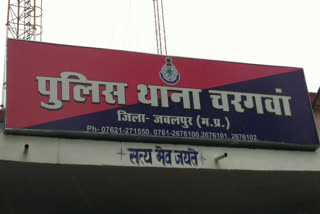 पुलिस थाना चरगवां
जिला- जबलपुर (म.प्र.)
Ph:- 07621-271550, 0761-2676100,2676101, 2676102
सत्य मेव जयते